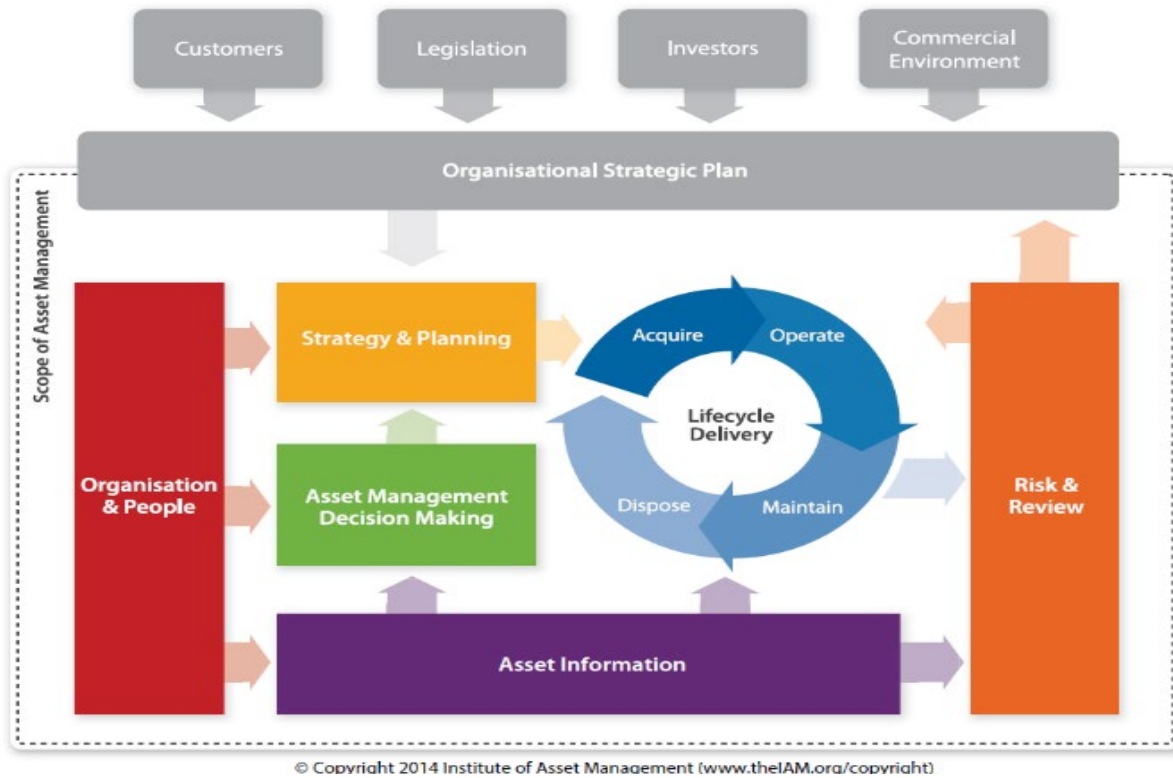 Customers
Legislation
Investors
Commercial
Environment
Organisational Strategic Plan
Scope of Asset Management
Strategy & Planning
Acquire
Operate
Lifecycle
Delivery
Organisation
& People
Asset Management
Decision Making
Dispose
Maintain
Risk &
Review
Asset Information
© Copyright 2014 Institute of Asset Management (www.theIAM.org/copyright)